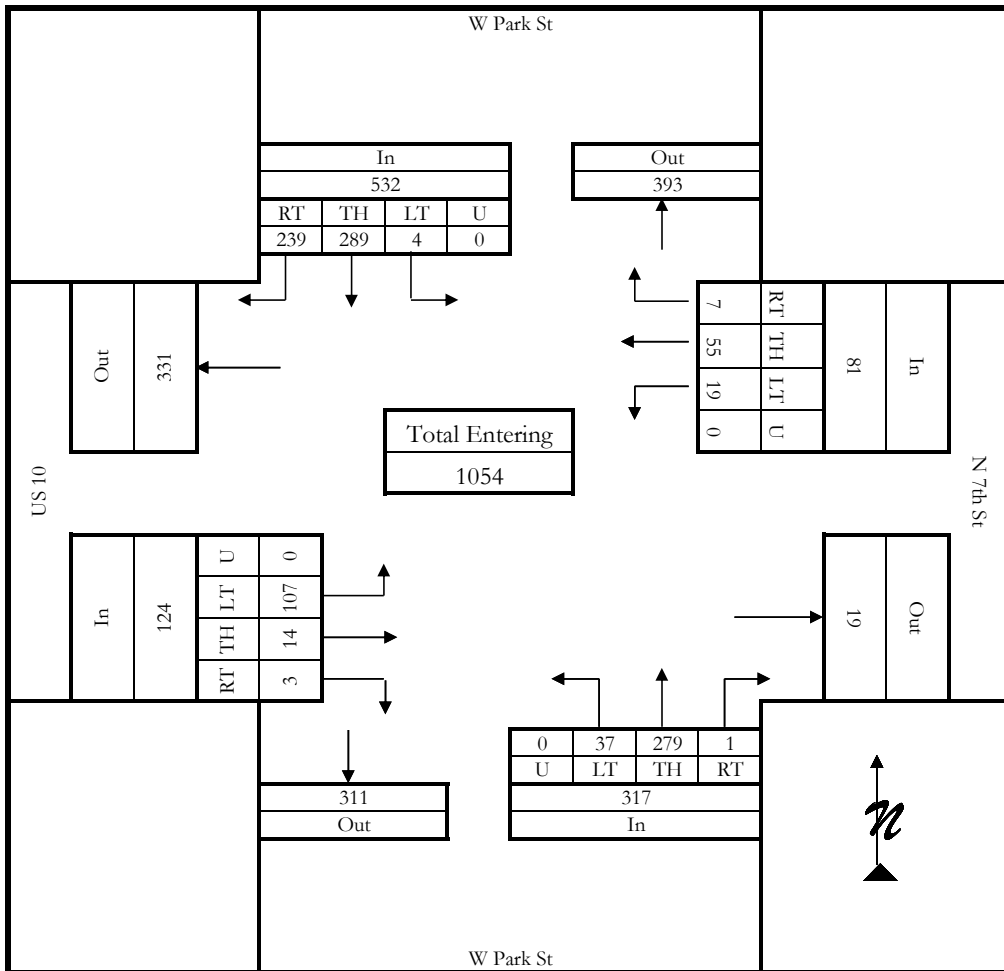 W Park St
In
532
RT TH LT U
239 289 4 0
Out
393
Out
331
7 RT
55 TH
19 LT
0 U
81
In
Total Entering
1054
US 10
N 7th St
In
124
U 0
LT 107
TH 14
RT 3
19
Out
0 37 279 1
U LT TH RT
317
In
311
Out
N
W Park St